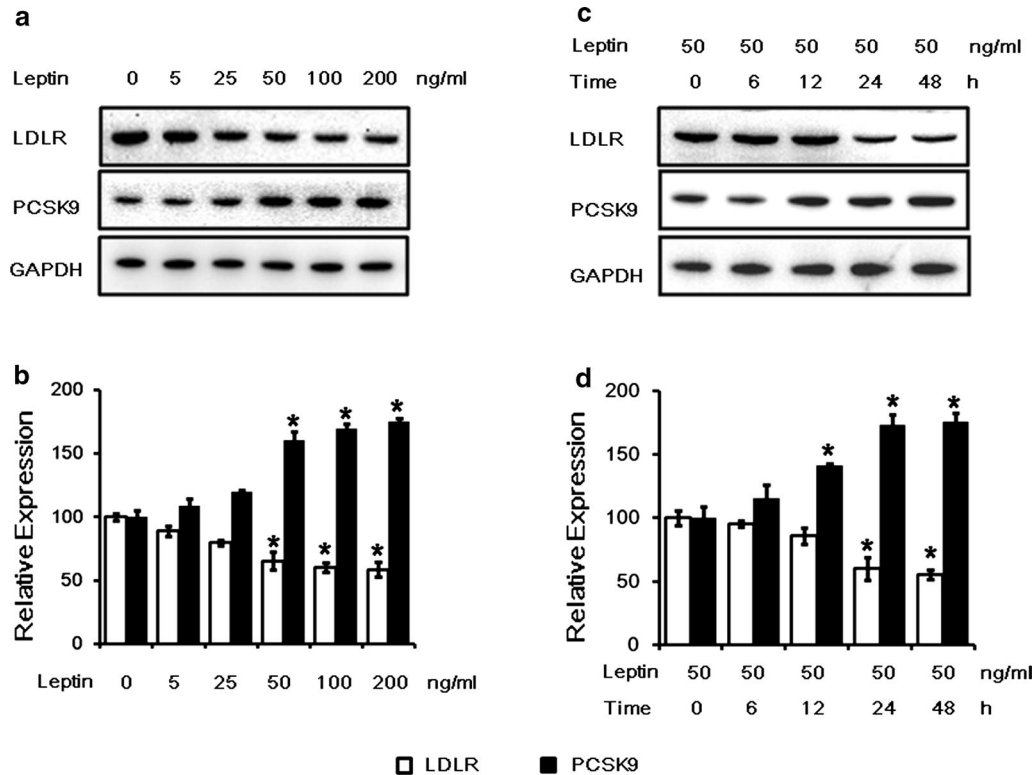 a
Leptin 0 5 25 50 100 200 ng/ml
LDLR
PCSK9
GAPDH
b
200
150
100
50
0
Relative Expression
* * *
* * *
Leptin 0 5 25 50 100 200 ng/ml
c
Leptin 50 50 50 50 50 ng/ml
Time 0 6 12 24 48 h
LDLR
PCSK9
GAPDH
d
200
150
100
50
0
Relative Expression
* * *
* *
Leptin 50 50 50 50 50 ng/ml
Time 0 6 12 24 48 h
LDLR PCSK9